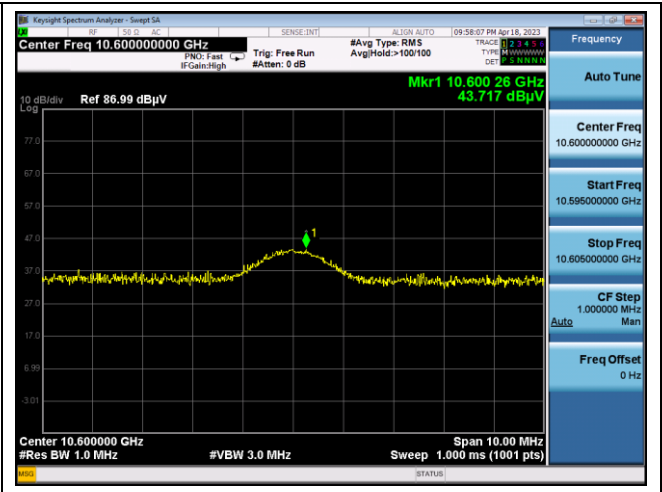 Keysight Spectrum Analyzer - Swept SA
RF 50 Ω AC SENSE:INT ALIGN AUTO 09:58:07 PM Apr 18, 2023
Center Freq 10.600000000 GHz
PNO: Fast
IFGain:High
Trig: Free Run
#Atten: 0 dB
#Avg Type: RMS
Avg|Hold:>100/100
TRACE 1 2 3 4 5 6
TYPE M W W W W W
DET P S N N N N
Mkr1 10.600 26 GHz
43.717 dBµV
10 dB/div Ref 86.99 dBµV
Log
77.0
67.0
57.0
47.0
37.0
27.0
17.0
6.99
-3.01
1
Center 10.600000 GHz Span 10.00 MHz
#Res BW 1.0 MHz #VBW 3.0 MHz Sweep 1.000 ms (1001 pts)
MSG STATUS
Frequency
Auto Tune
Center Freq
10.600000000 GHz
Start Freq
10.595000000 GHz
Stop Freq
10.605000000 GHz
CF Step
1.000000 MHz
Auto Man
Freq Offset
0 Hz